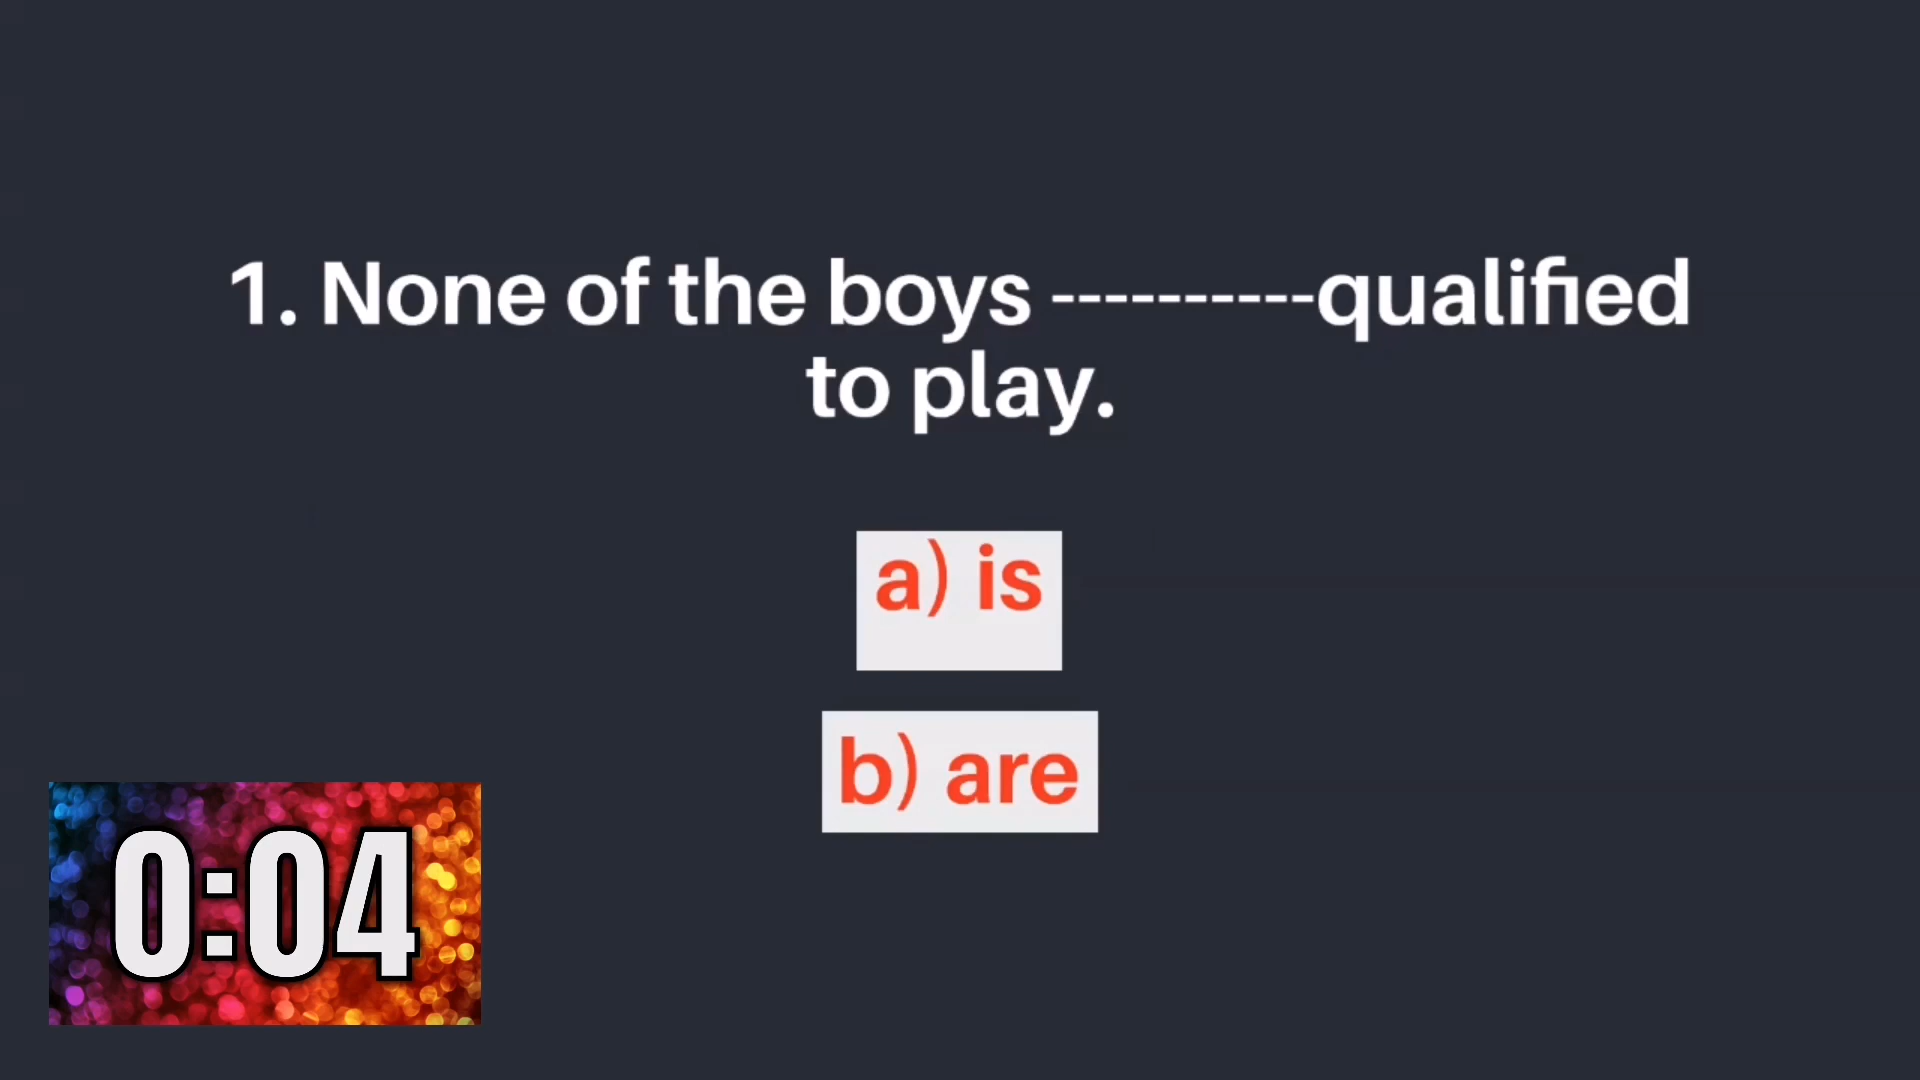 1. None of the boys ----------qualified
to play.
a) is
b) are
0:04